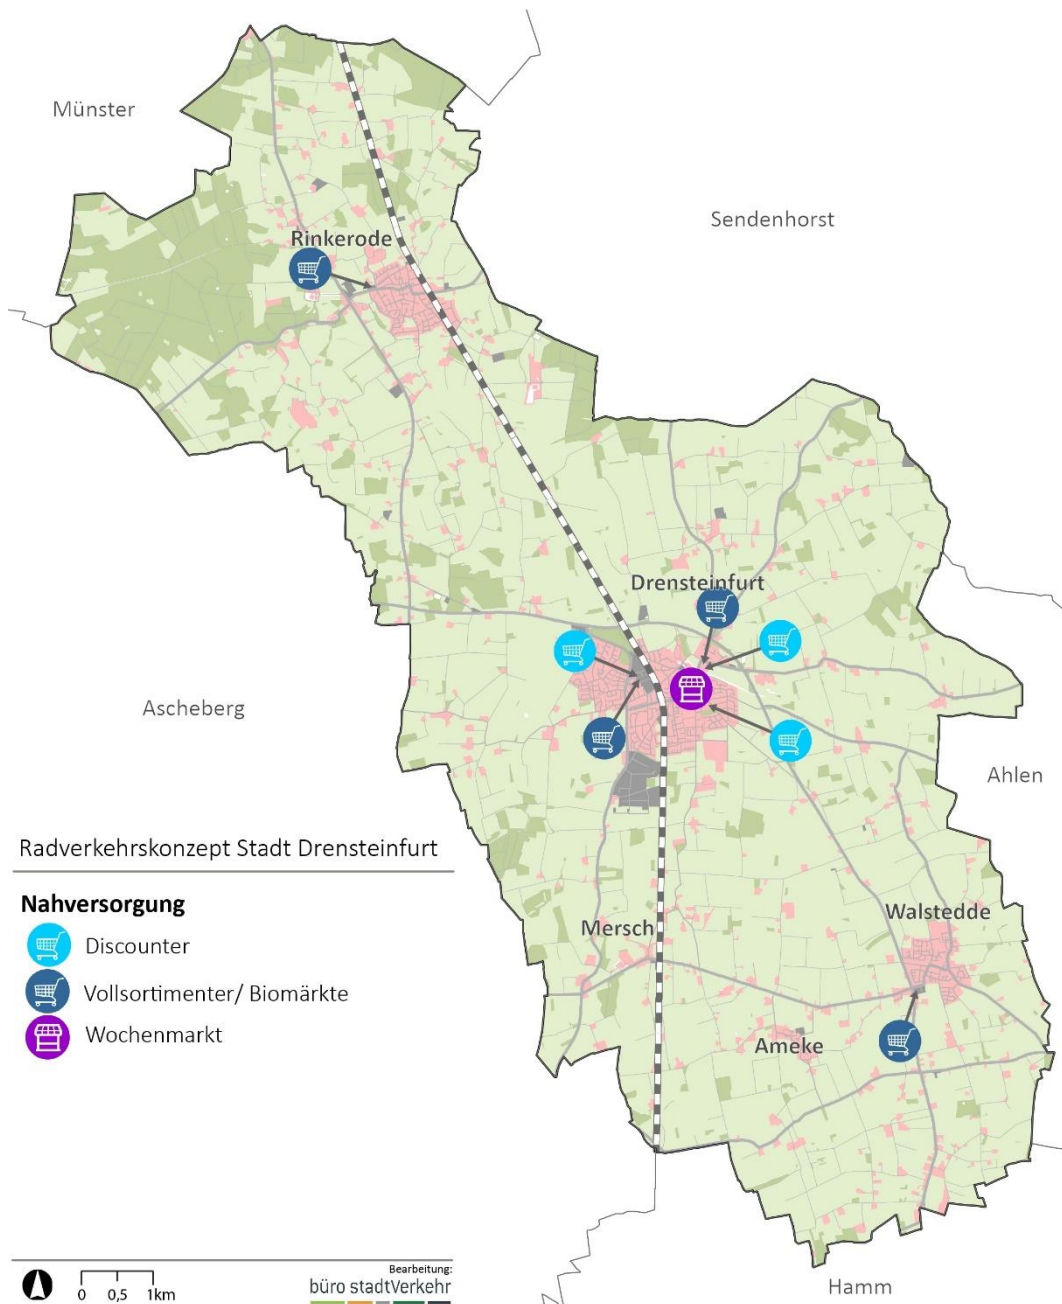 Münster
Sendenhorst
Rinkerode
Drensteinfurt
Ascheberg
Ahlen
Radverkehrskonzept Stadt Drensteinfurt
Nahversorgung
Discounter
Vollsortimenter/ Biomärkte
Wochenmarkt
Walstedde
Mersch
Ameke
Bearbeitung:
büro stadtVerkehr
0 0,5 1km
Hamm